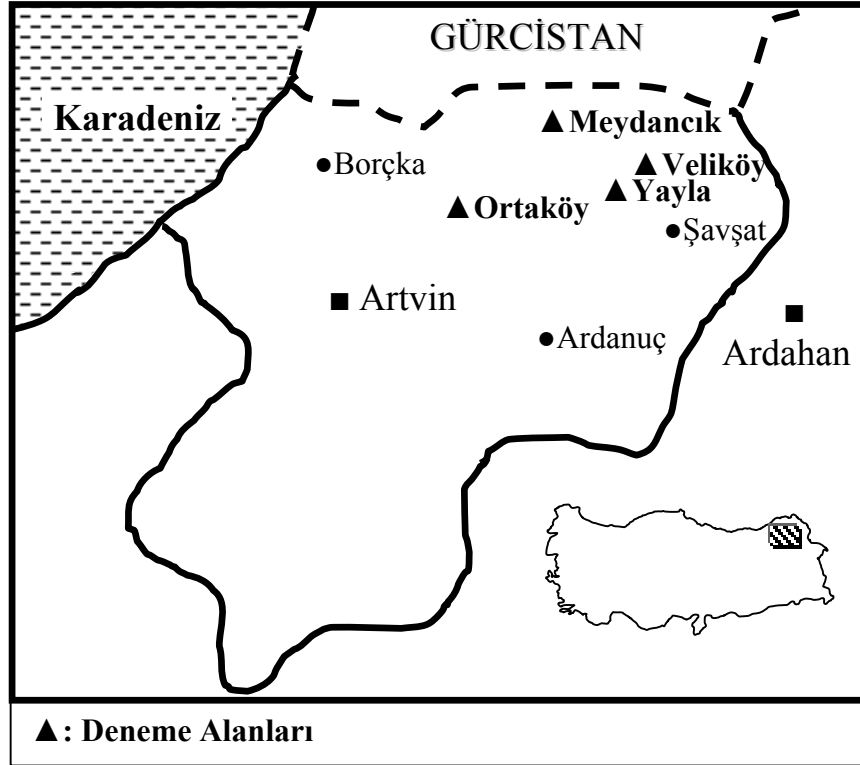 GÜRCİSTAN
Karadeniz
▲Meydancık
●Borçka
▲Veliköy
▲Yayla
▲Ortaköy
●Şavşat
■ Artvin
■
●Ardanuç
Ardahan
▲: Deneme Alanları